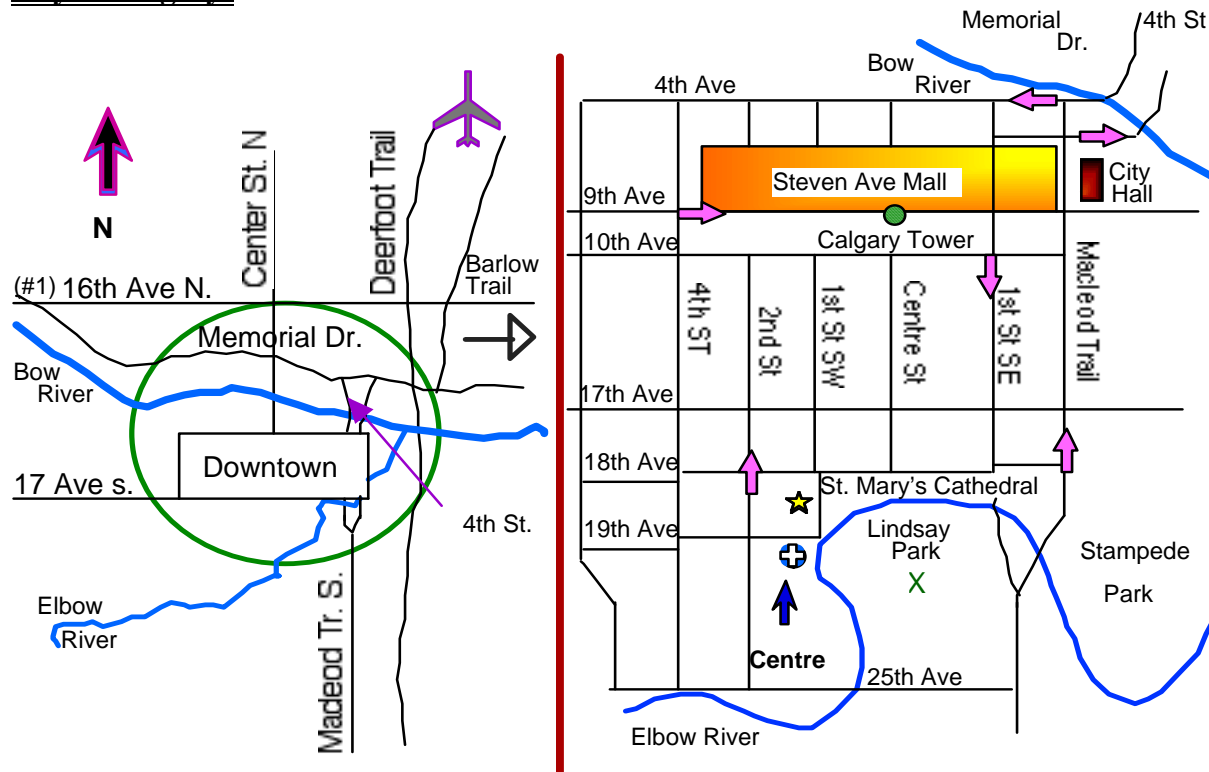 N
Center St. N
Deerfoot Trail
Barlow
Trail
(#1) 16th Ave N.
Memorial Dr.
Bow
River
Downtown
17 Ave s.
4th St.
Elbow
River
Macleod Tr. S.
Memorial
Dr.
4th St
Bow
River
4th Ave
Steven Ave Mall
City
Hall
9th Ave
10th Ave
Calgary Tower
4th ST
2nd St
1st St SW
Centre St
1st St SE
Macleod Trail
17th Ave
18th Ave
St. Mary's Cathedral
19th Ave
Lindsay
Park
X
Stampede
Park
Centre
25th Ave
Elbow River